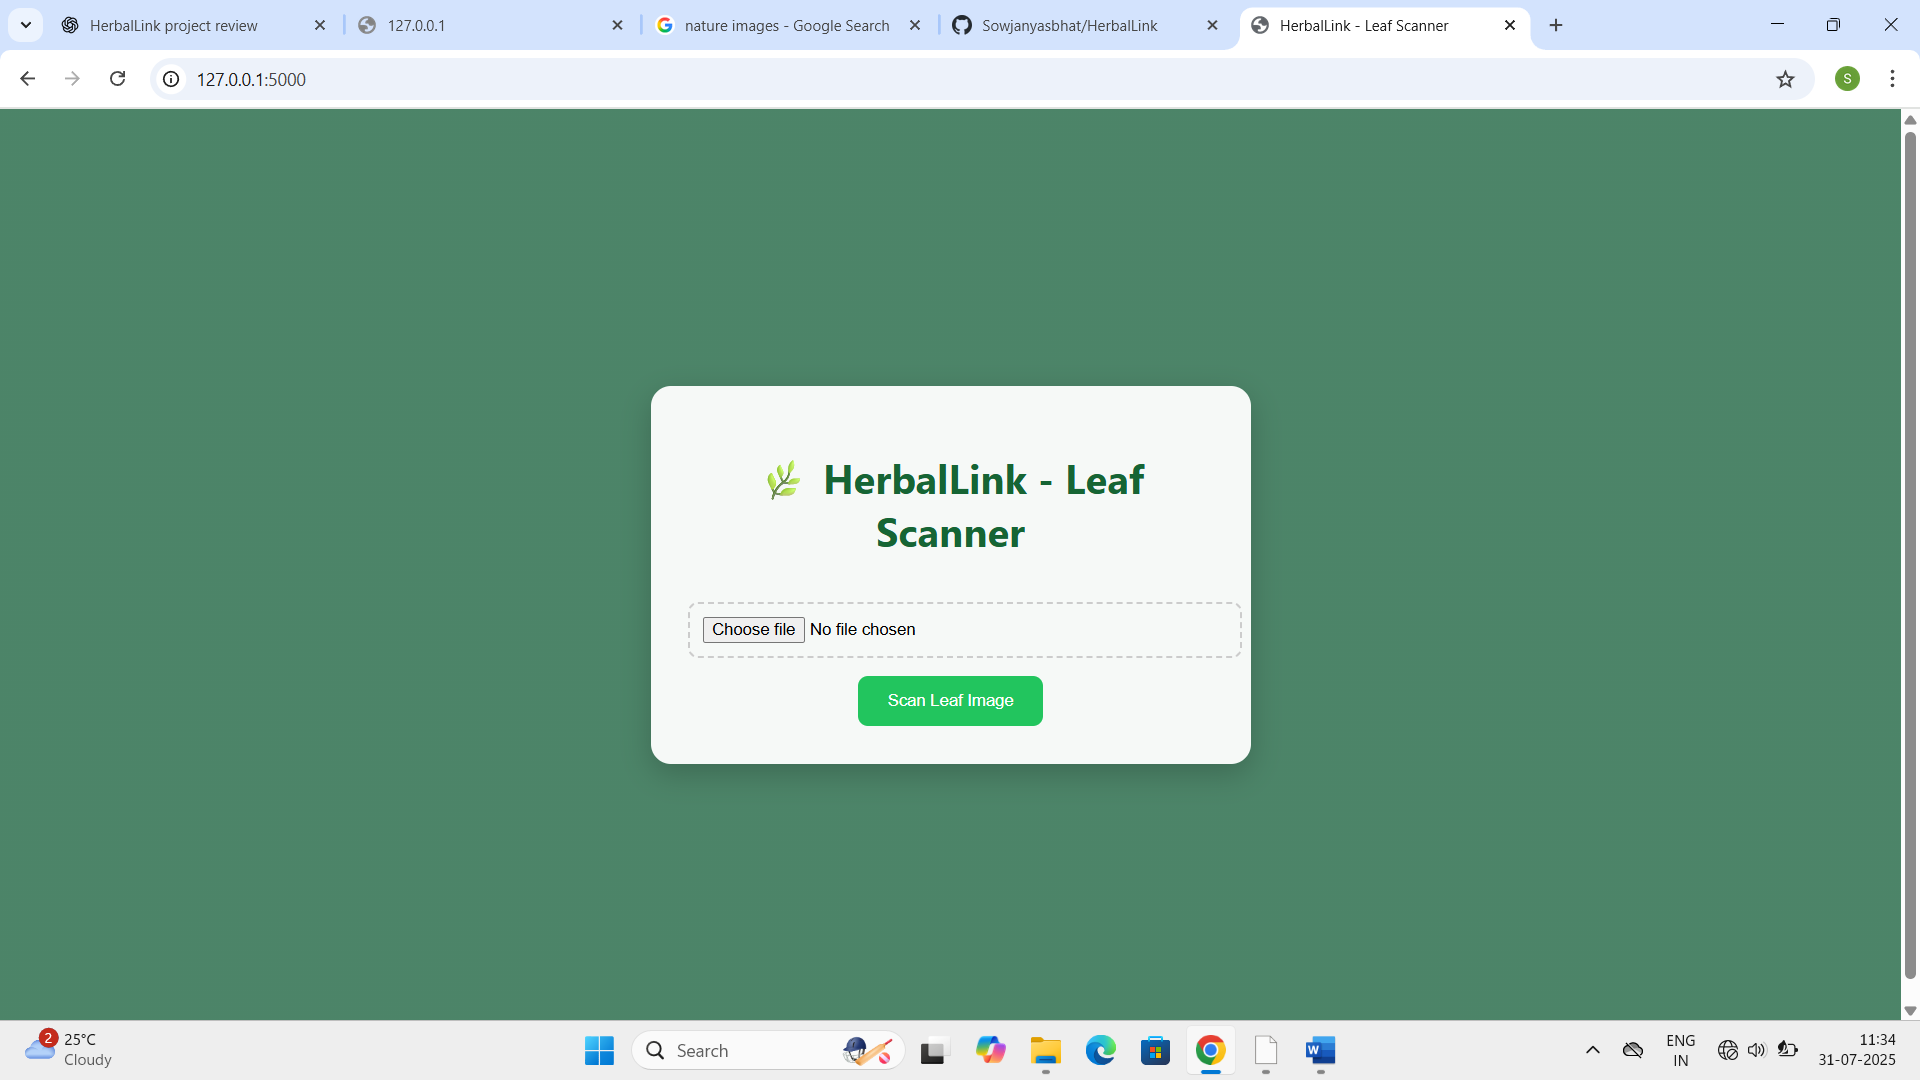 HerbalLink project review
127.0.0.1
nature images - Google Search
Sowjanyasbhat/HerbalLink
HerbalLink - Leaf Scanner
127.0.0.1:5000
S
HerbalLink - Leaf
Scanner
Choose file No file chosen
Scan Leaf Image
2
25°C
Cloudy
Search
ENG
IN
11:34
31-07-2025